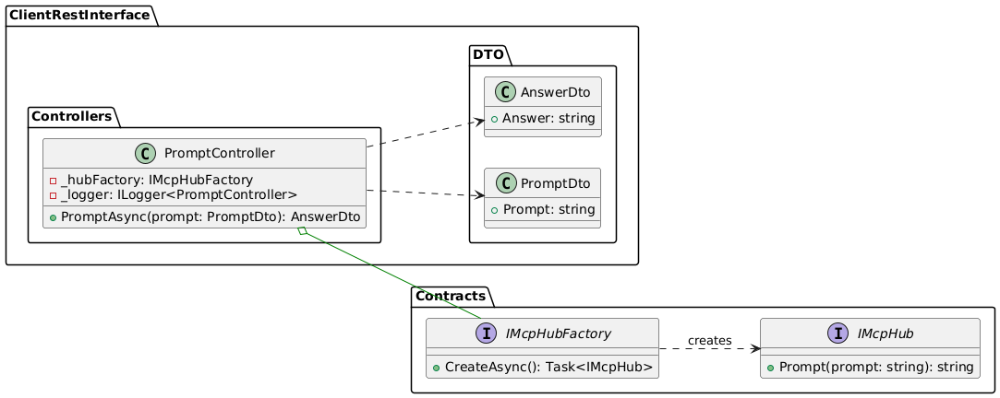 ClientRestInterface
DTO
C AnswerDto
Answer: string
Controllers
C PromptController
_hubFactory: IMcpHubFactory
_logger: ILogger<PromptController>
PromptAsync(prompt: PromptDto): AnswerDto
C PromptDto
Prompt: string
Contracts
I IMcpHubFactory
CreateAsync(): Task<IMcpHub>
creates
I IMcpHub
Prompt(prompt: string): string